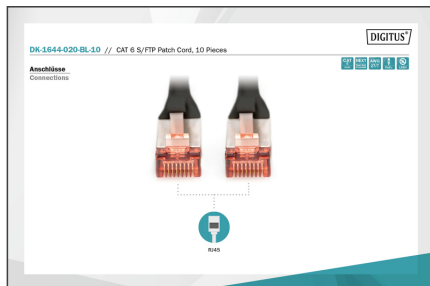 DIGITUS®
DK-1644-020-BL-10 // CAT 6 S/FTP Patch Cord, 10 Pieces
Anschlüsse
Connections
RJ45